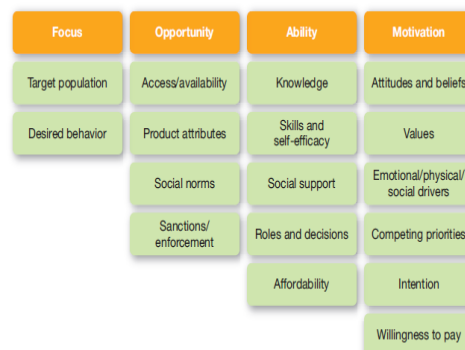 Focus
Opportunity
Ability
Motivation
Target population
Access/availability
Knowledge
Attitudes and beliefs
Desired behavior
Product attributes
Skills and
self-efficacy
Values
Social norms
Social support
Emotional/physical/
social drivers
Sanctions/
enforcement
Roles and decisions
Competing priorities
Affordability
Intention
Willingness to pay